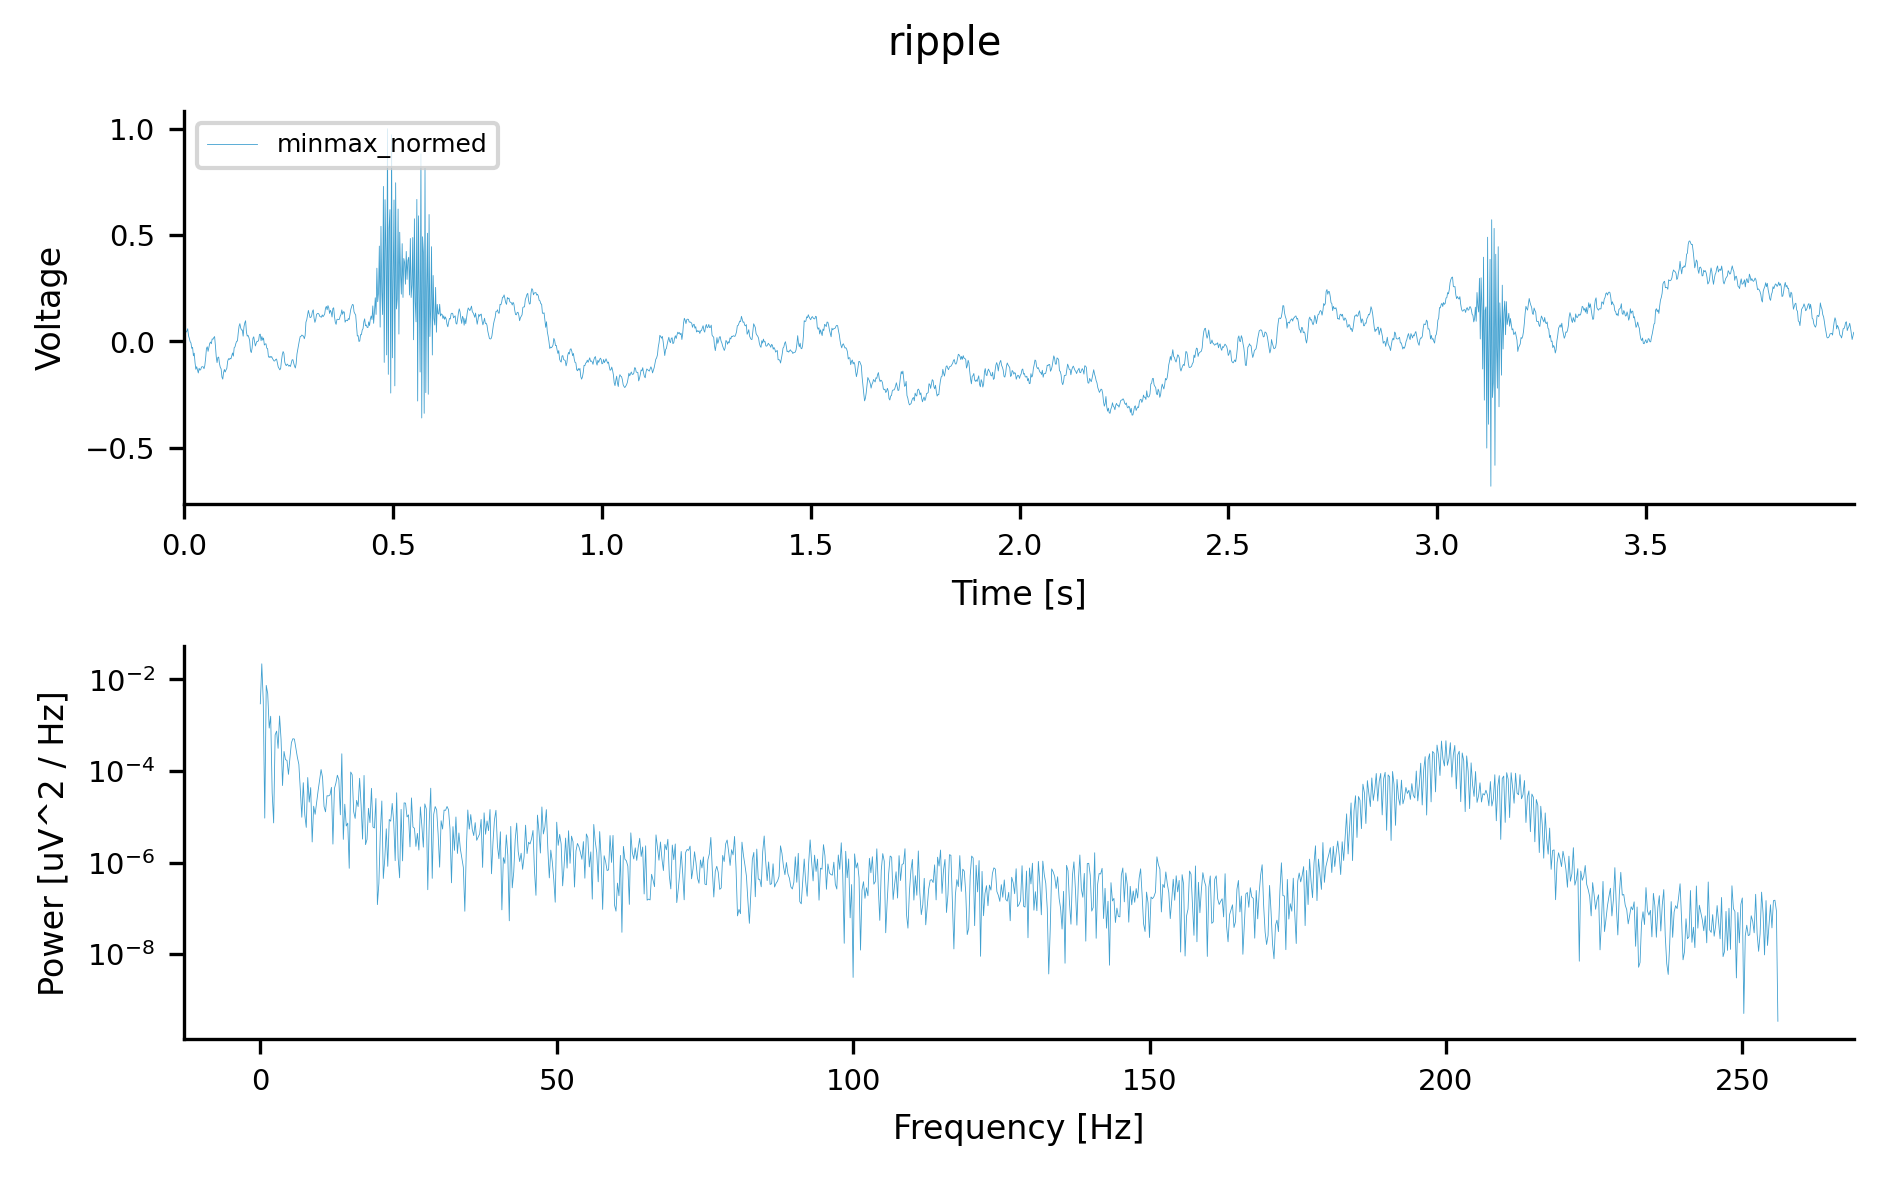 ripple
minmax_normed
Voltage
1.0
0.5
0.0
−0.5
0.0 0.5 1.0 1.5 2.0 2.5 3.0 3.5
Time [s]
Power [uV^2 / Hz]
10−2
10−4
10−6
10−8
0 50 100 150 200 250
Frequency [Hz]